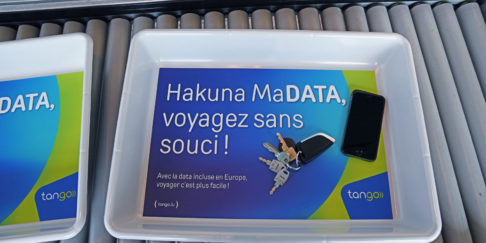 DATA,
tango
Hakuna MaDATA,
voyagez sans
souci !
Avec la data incluse en Europe,
voyager c'est plus facile !
(tango.lu)
tango